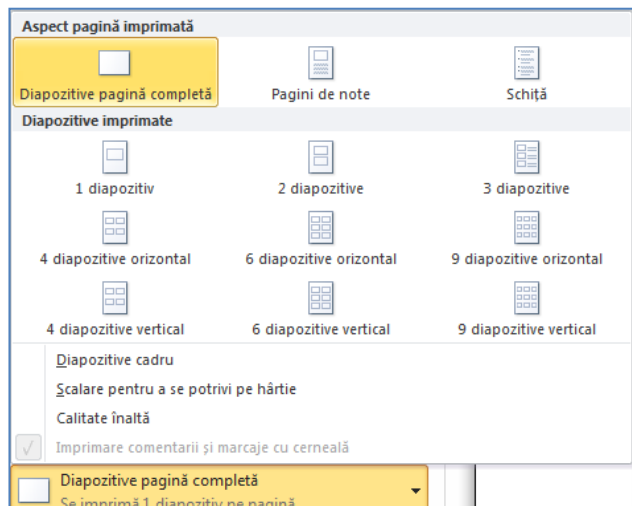 Aspect pagină imprimată
Diapozitive pagină completă
Pagini de note
Schiță
Diapozitive imprimate
1 diapozitiv
2 diapozitive
3 diapozitive
4 diapozitive orizontal
6 diapozitive orizontal
9 diapozitive orizontal
4 diapozitive vertical
6 diapozitive vertical
9 diapozitive vertical
Diapozitive cadru
Scalare pentru a se potrivi pe hârtie
Calitate înaltă
Imprimare comentarii și marcaje cu cerneală
Diapozitive pagină completă
Se imprimă 1 diapozitiv pe pagină